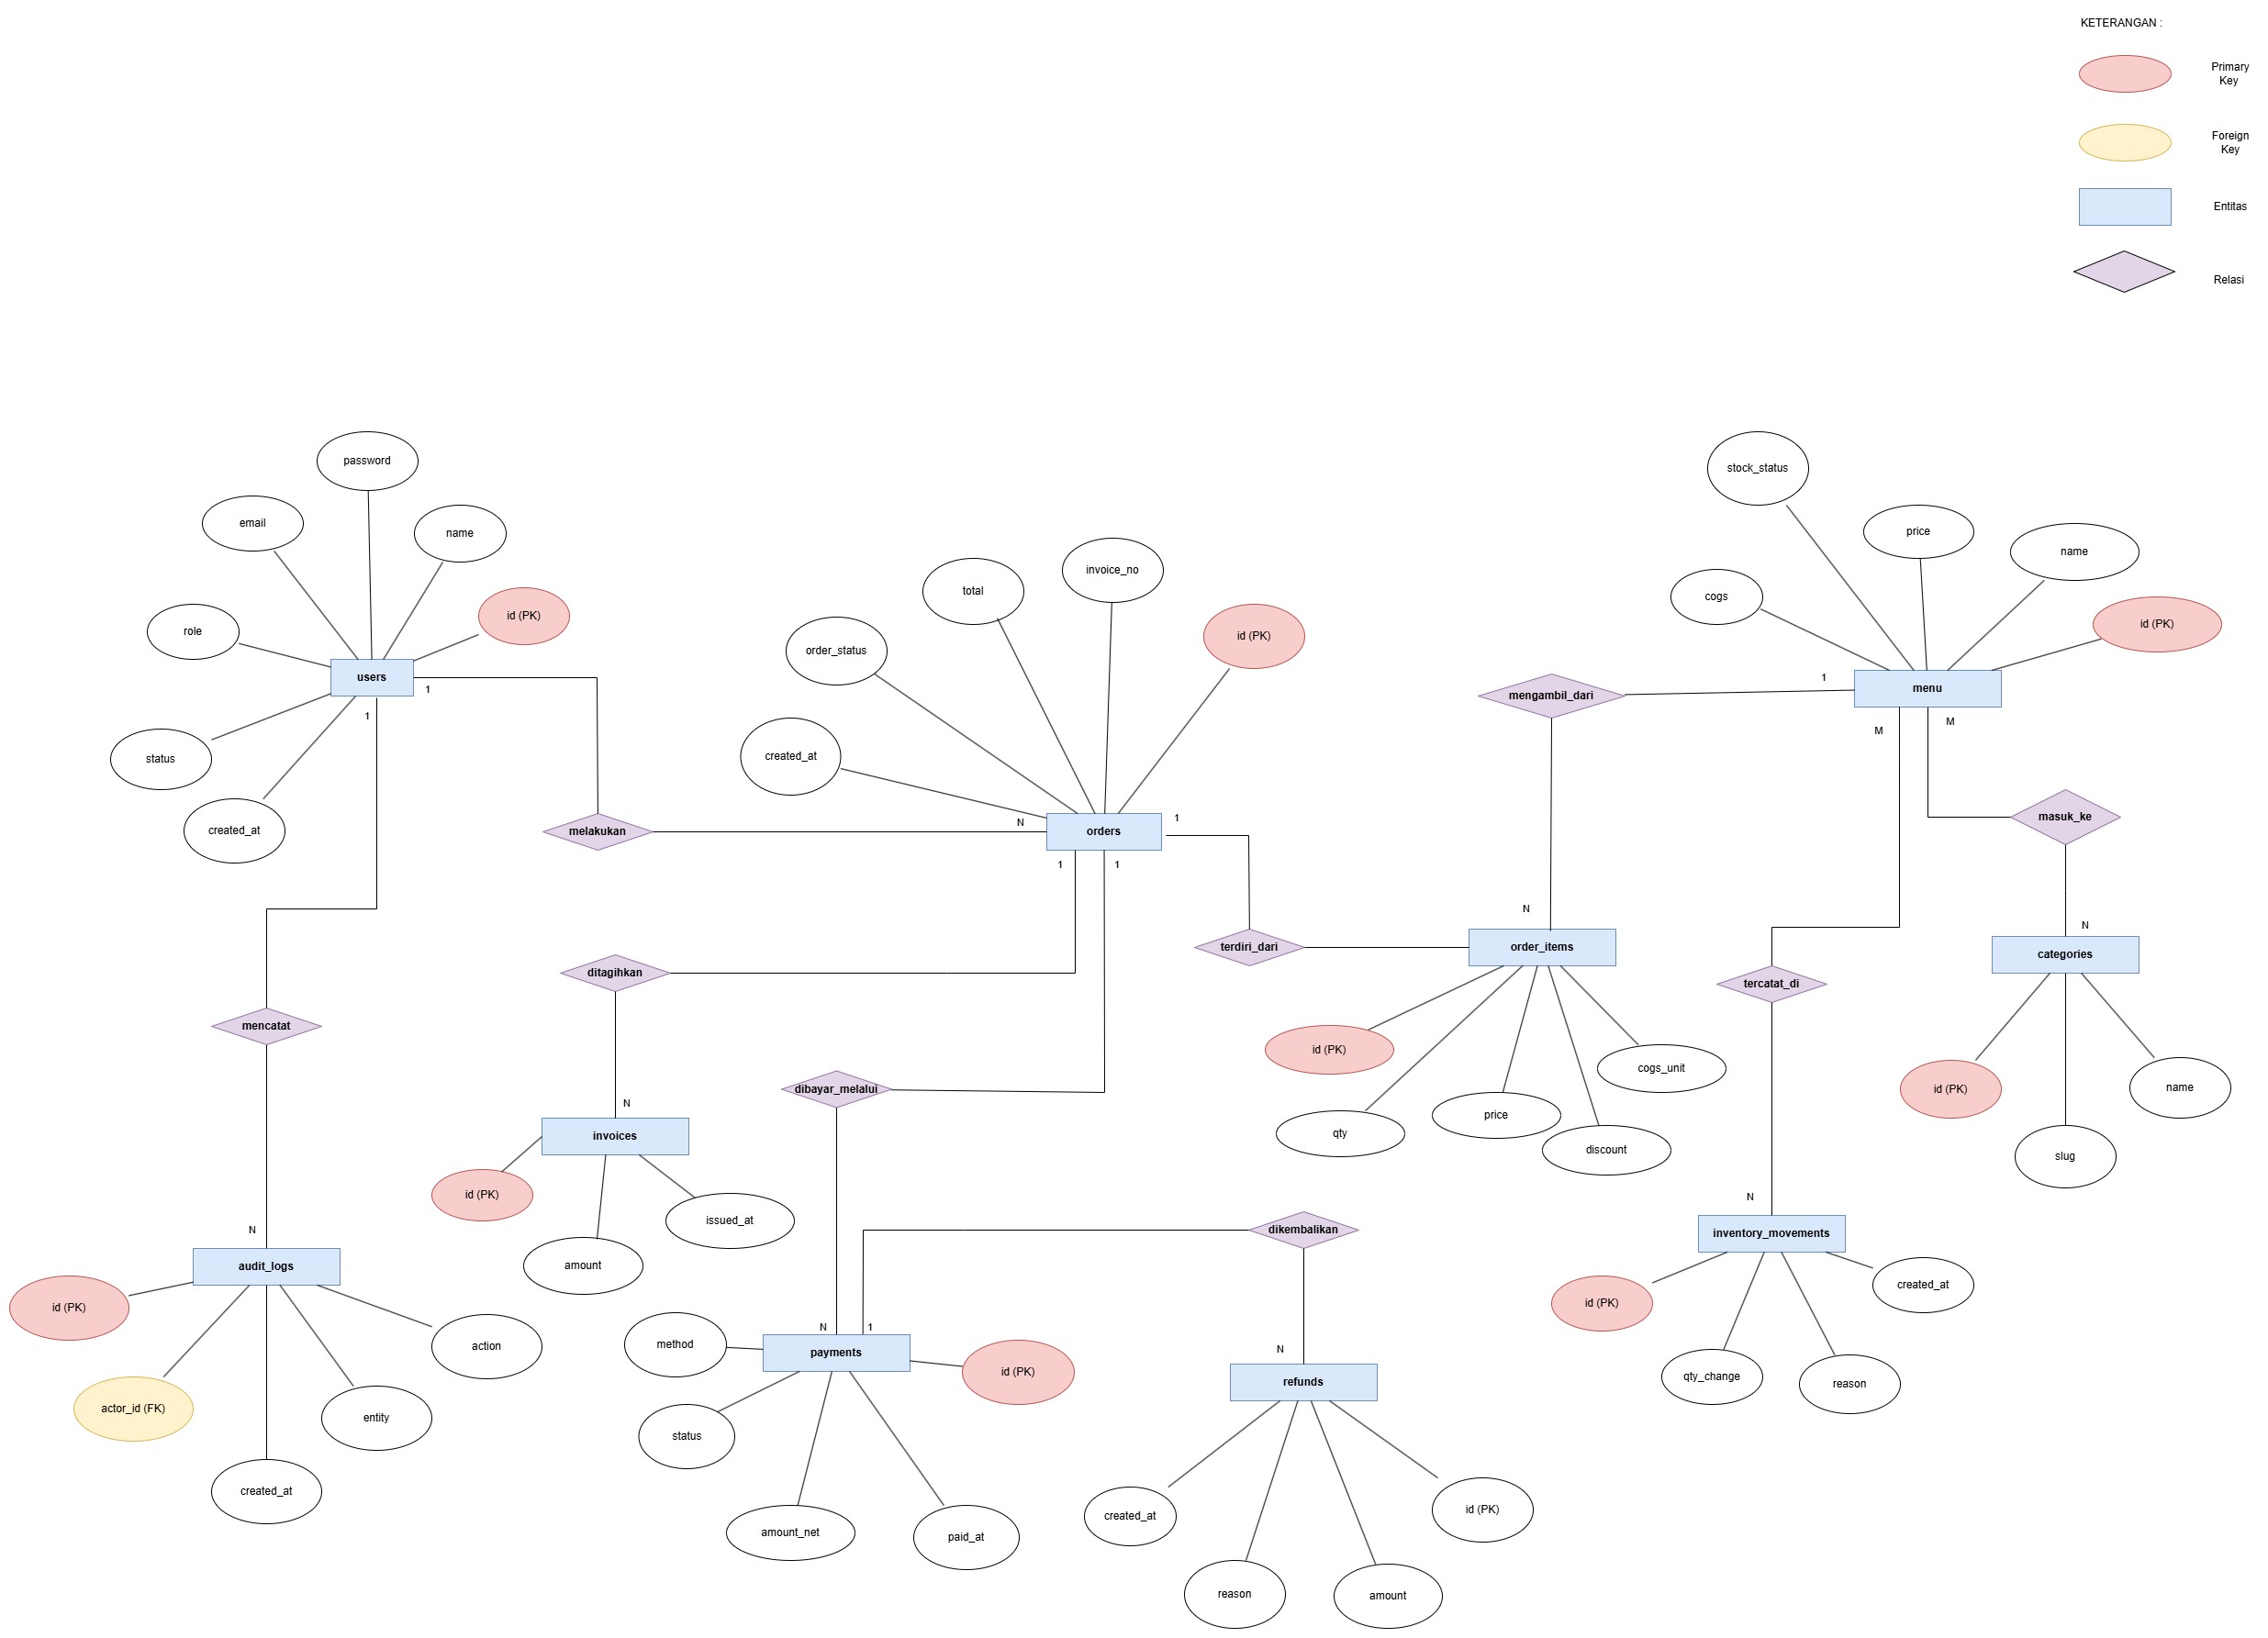 KETERANGAN :
Primary
Key
Foreign
Key
Entitas
Relasi
password
email
name
id (PK)
role
users
1
1
status
created_at
melakukan
mencatat
N
audit_logs
id (PK)
actor_id (FK)
created_at
entity
action
invoice_no
total
id (PK)
order_status
created_at
N
orders
1
1
1
ditagihkan
N
invoices
id (PK)
amount
issued_at
dibayar_melalui
N
1
payments
method
id (PK)
status
amount_net
paid_at
dikembalikan
N
refunds
created_at
id (PK)
reason
amount
terdiri_dari
mengambil_dari
1
N
order_items
id (PK)
cogs_unit
price
qty
discount
stock_status
price
name
cogs
id (PK)
menu
M
M
masuk_ke
N
categories
id (PK)
name
slug
tercatat_di
N
inventory_movements
created_at
id (PK)
qty_change
reason